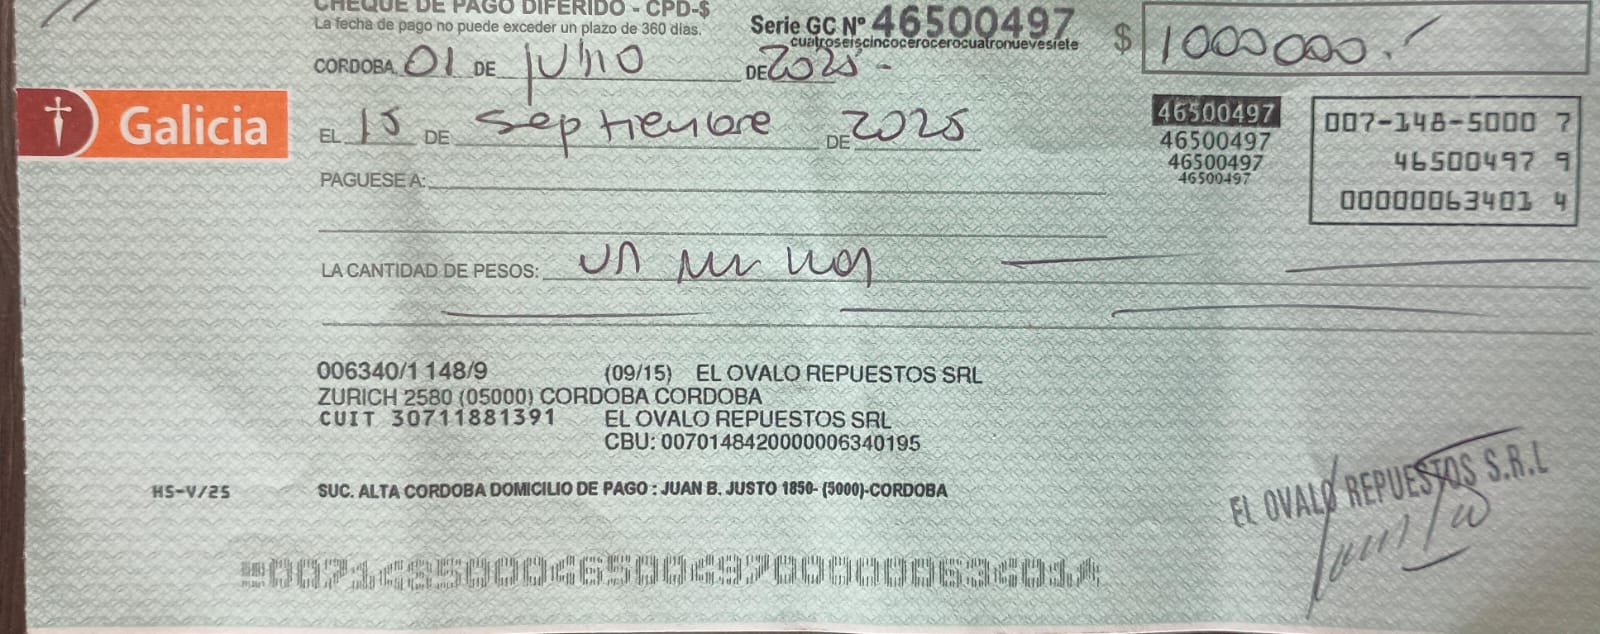 CHEQUE DE PAGO DIFERIDO - CPD-$
La fecha de pago no puede exceder un plazo de 360 días.
Serie GC Nº 46500497
cuatroseiscincocerocerocuatronuevesiete
$ 1000000.-
CORDOBA, 01 DE Julio DE 2025 -
Galicia
EL 15 DE septiembre DE 2025
46500497
46500497
46500497
46500497
007-148-5000 7
46500497 9
00000063401 4
PAGUESE A:
LA CANTIDAD DE PESOS: un millon
006340/1 148/9 (09/15) EL OVALO REPUESTOS SRL
ZURICH 2580 (05000) CORDOBA CORDOBA
CUIT 30711881391 EL OVALO REPUESTOS SRL
CBU: 0070148420000006340195
HS-V/25
SUC. ALTA CORDOBA DOMICILIO DE PAGO : JUAN B. JUSTO 1850- (5000)-CORDOBA
EL OVALO REPUESTOS S.R.L
007148500046500497000000634014